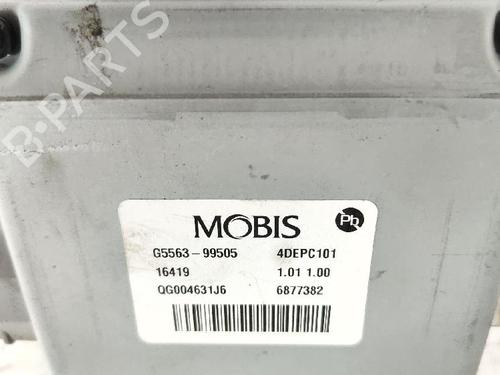 B-PARTS
MOBIS Pb
G5563-99505 4DEPC101
16419 1.01 1.00
QG004631J6 6877382